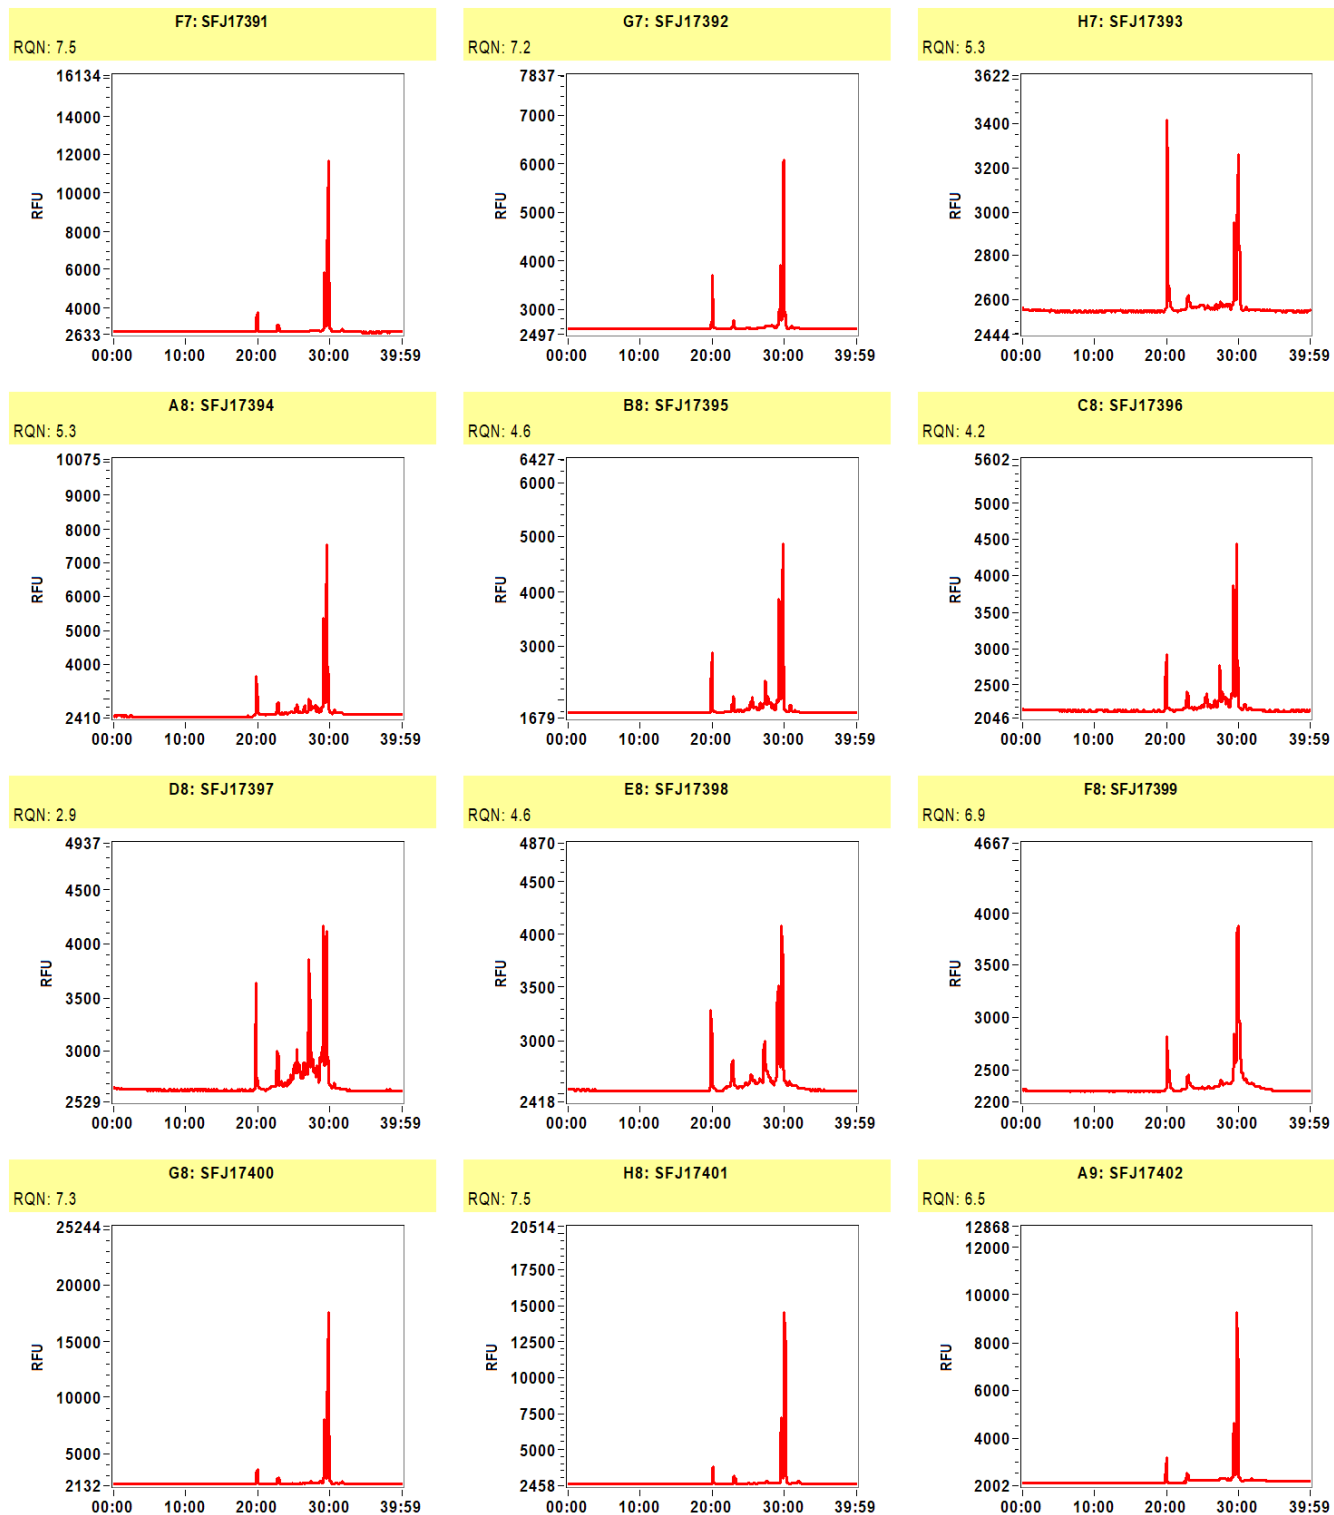 F7: SFJ17391
RQN: 7.5
16134
14000
12000
10000
8000
6000
4000
2633
RFU
00:00 10:00 20:00 30:00 39:59
G7: SFJ17392
RQN: 7.2
7837
7000
6000
5000
4000
3000
2497
RFU
00:00 10:00 20:00 30:00 39:59
H7: SFJ17393
RQN: 5.3
3622
3400
3200
3000
2800
2600
2444
RFU
00:00 10:00 20:00 30:00 39:59
A8: SFJ17394
RQN: 5.3
10075
9000
8000
7000
6000
5000
4000
2410
RFU
00:00 10:00 20:00 30:00 39:59
B8: SFJ17395
RQN: 4.6
6427
6000
5000
4000
3000
1679
RFU
00:00 10:00 20:00 30:00 39:59
C8: SFJ17396
RQN: 4.2
5602
5000
4500
4000
3500
3000
2500
2046
RFU
00:00 10:00 20:00 30:00 39:59
D8: SFJ17397
RQN: 2.9
4937
4500
4000
3500
3000
2529
RFU
00:00 10:00 20:00 30:00 39:59
E8: SFJ17398
RQN: 4.6
4870
4500
4000
3500
3000
2418
RFU
00:00 10:00 20:00 30:00 39:59
F8: SFJ17399
RQN: 6.9
4667
4000
3500
3000
2500
2200
RFU
00:00 10:00 20:00 30:00 39:59
G8: SFJ17400
RQN: 7.3
25244
20000
15000
10000
5000
2132
RFU
00:00 10:00 20:00 30:00 39:59
H8: SFJ17401
RQN: 7.5
20514
17500
15000
12500
10000
7500
5000
2458
RFU
00:00 10:00 20:00 30:00 39:59
A9: SFJ17402
RQN: 6.5
12868
12000
10000
8000
6000
4000
2002
RFU
00:00 10:00 20:00 30:00 39:59